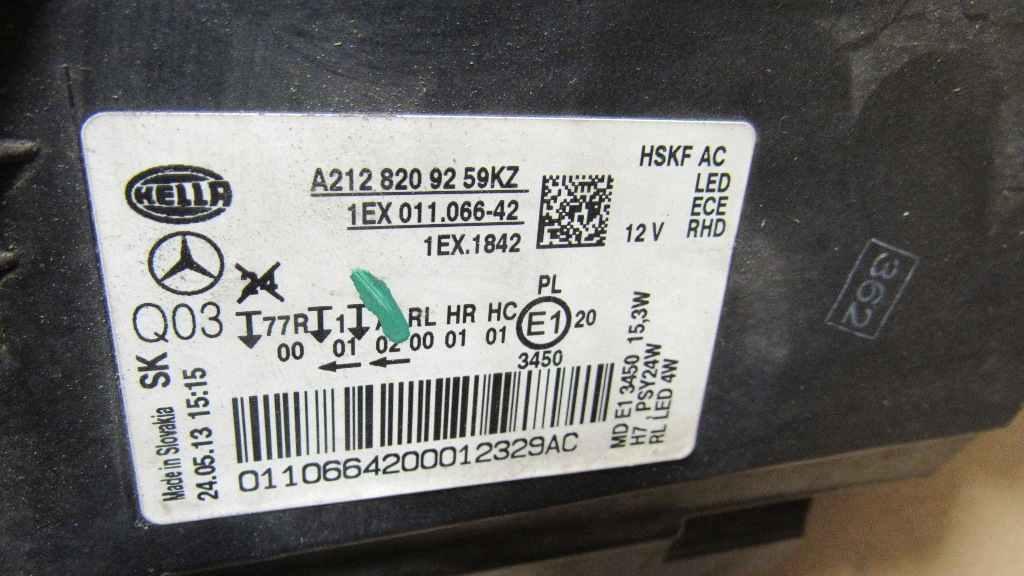 HELLA
A212 820 92 59KZ
1EX 011.066-42
1EX.1842
HSKF AC
LED
ECE
RHD
12 V
Q03
24
77R 1 RL HR HC
00 01 02 00 01 01
PL
E1 20
3450
SK
Made in Slovakia
24.05.13 15:15
0110664200012329AC
MD E1 3450 15,3W
H7 / PSY24W
RL LED 4W
362